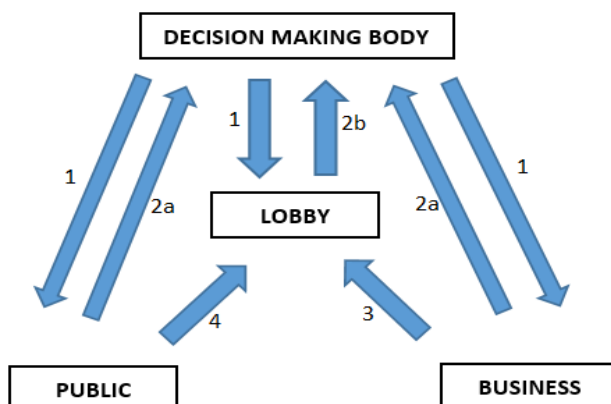 DECISION MAKING BODY
1
2b
1
1
2a
2a
LOBBY
4
3
PUBLIC
BUSINESS